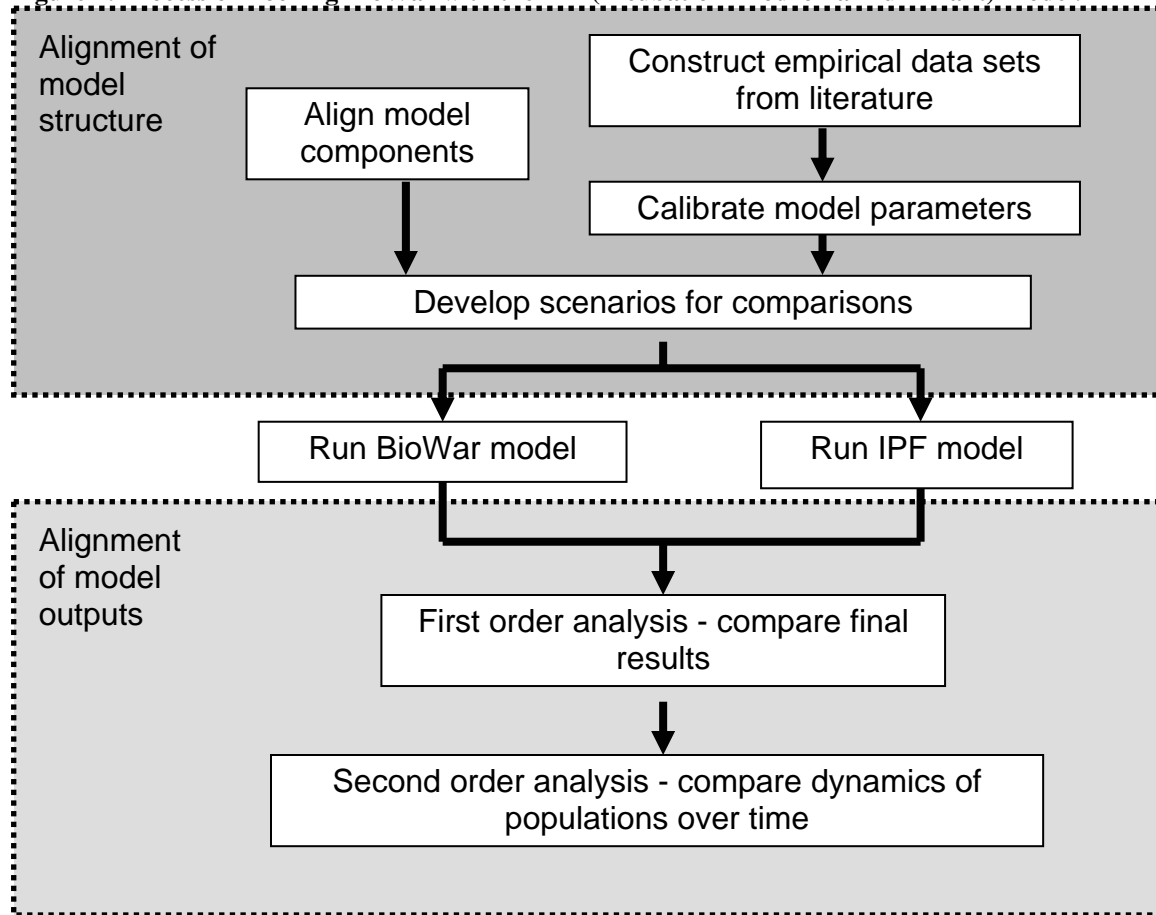 Alignment of
model
structure
Construct empirical data sets
from literature
Align model
components
Calibrate model parameters
Develop scenarios for comparisons
Run BioWar model
Run IPF model
Alignment
of model
outputs
First order analysis - compare final
results
Second order analysis - compare dynamics of
populations over time